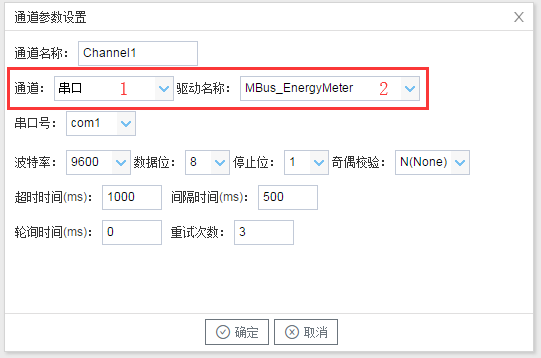 通道参数设置
通道名称： Channel1
通道： 串口 1 驱动名称： MBus_EnergyMeter 2
串口号： com1
波特率： 9600 数据位： 8 停止位： 1 奇偶校验： N(None)
超时时间(ms)： 1000 间隔时间(ms)： 500
轮询时间(ms)： 0 重试次数： 3
确定 取消